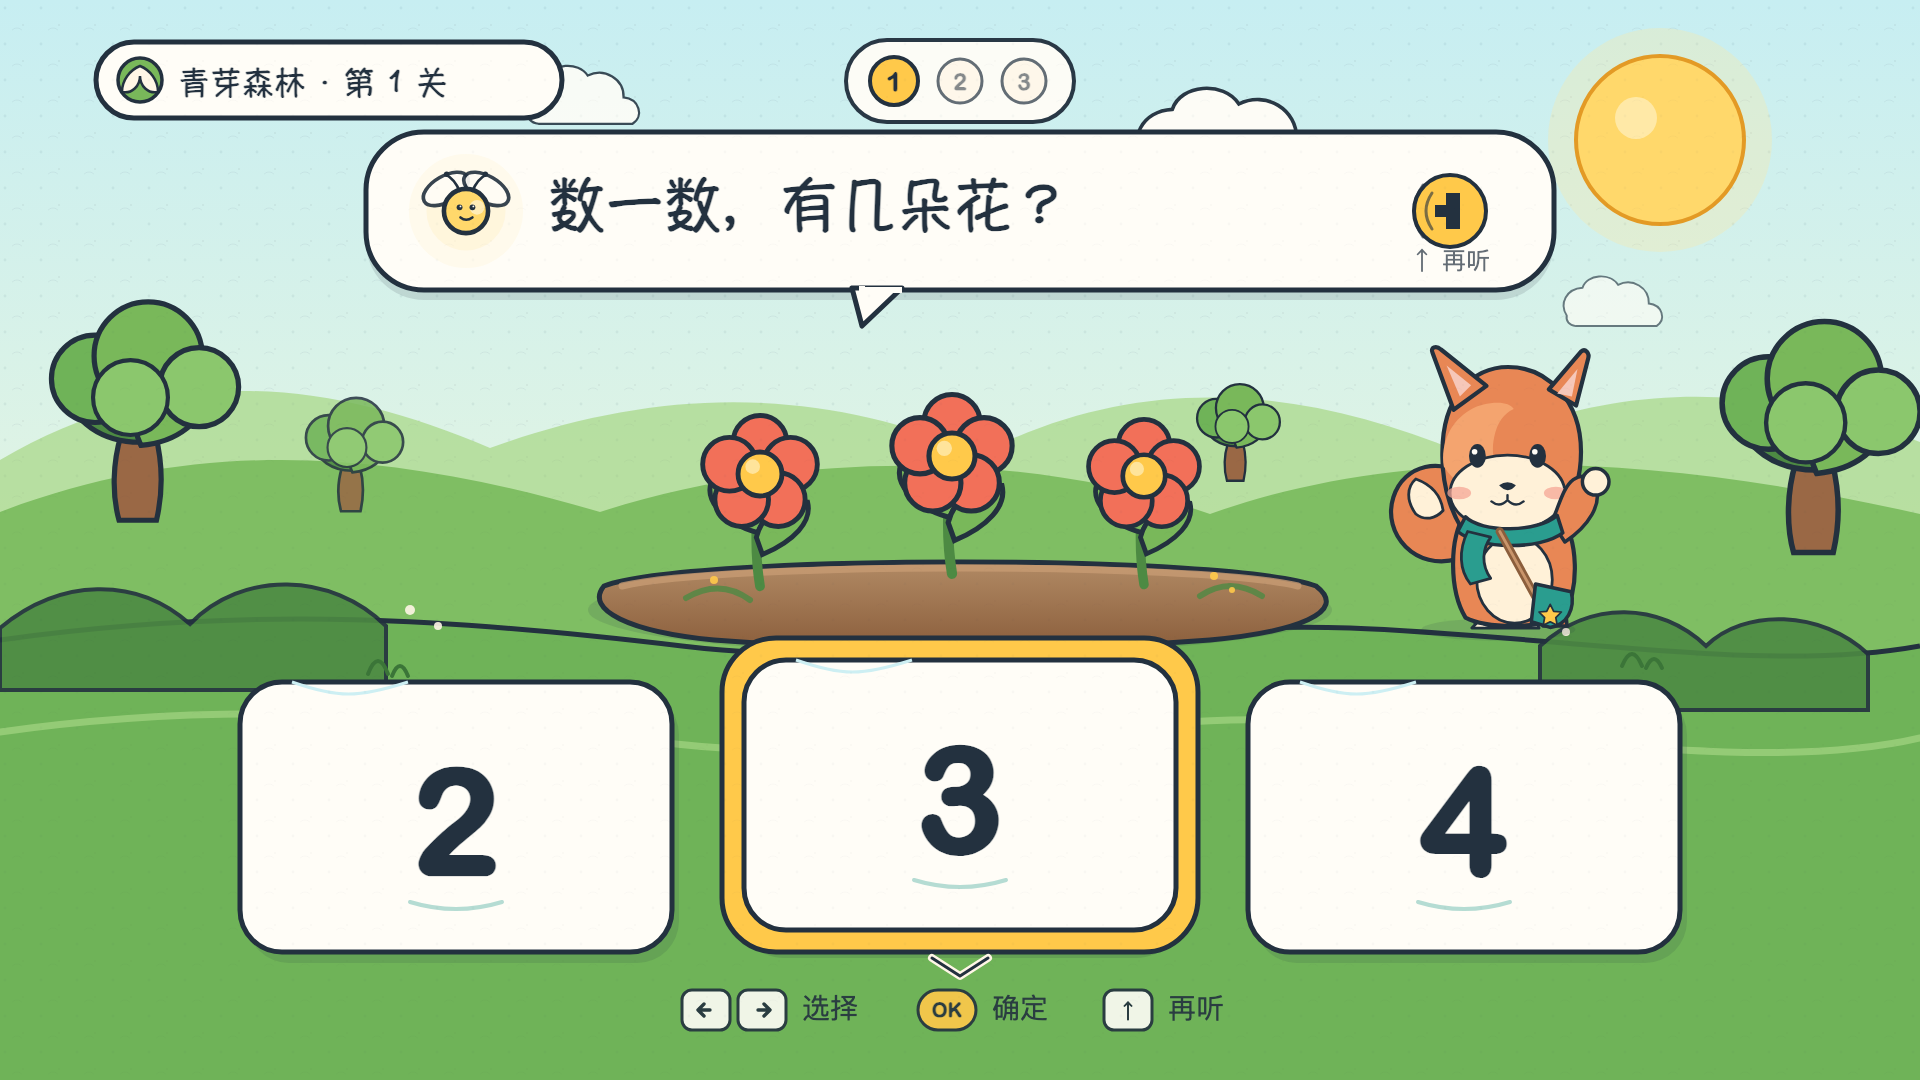 青芽森林 · 第 1 关
1 2 3
数一数，有几朵花？
↑ 再听
2
3
4
← → 选择 OK 确定 ↑ 再听